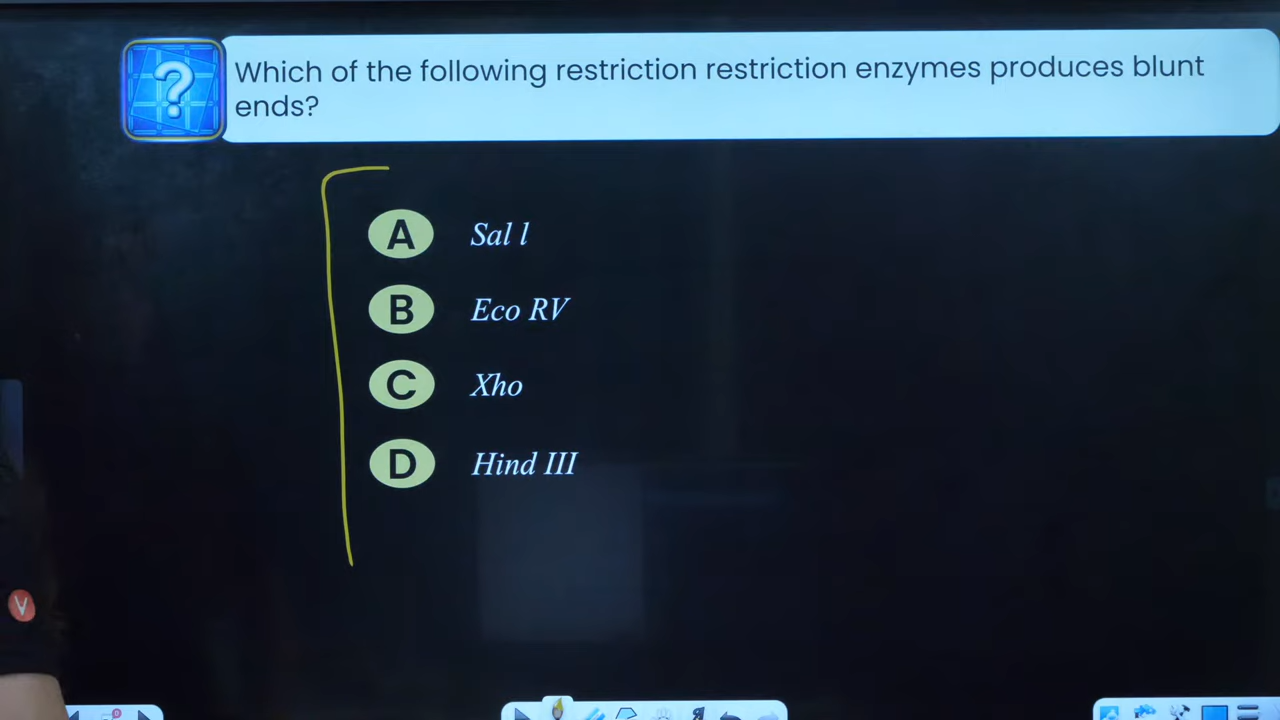 Which of the following restriction restriction enzymes produces blunt
ends?
A Sal l
B Eco RV
C Xho
D Hind III